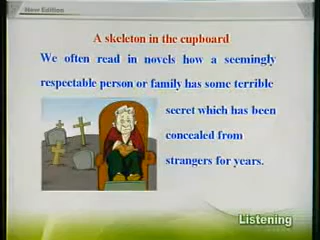 New Edition
A skeleton in the cupboard
We often read in novels how a seemingly
respectable person or family has some terrible
secret which has been
concealed from
strangers for years.
Listening